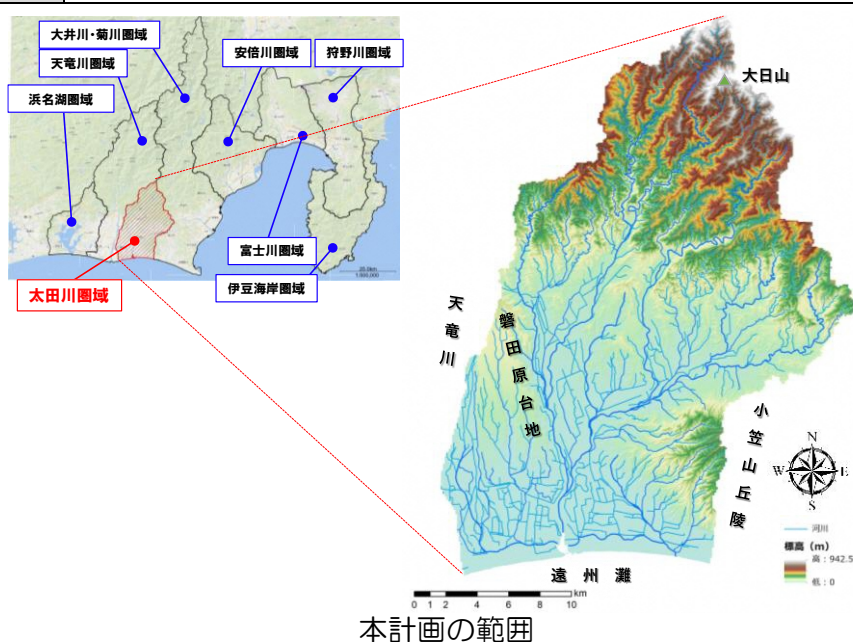 大井川・菊川圏域
安倍川圏域
狩野川圏域
天竜川圏域
浜名湖圏域
富士川圏域
伊豆海岸圏域
太田川圏域
大日山
天竜川
磐田原台地
小笠山丘陵
N
W
E
S
河川
標高（m）
高：942.5
低：0
遠州灘
km
0 1 2 4 6 8 10
本計画の範囲